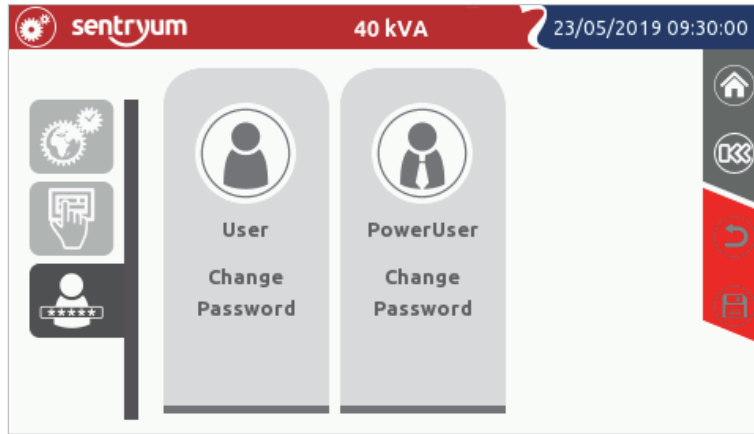 sentryum
40 kVA
23/05/2019 09:30:00
User
Change
Password
PowerUser
Change
Password
*****